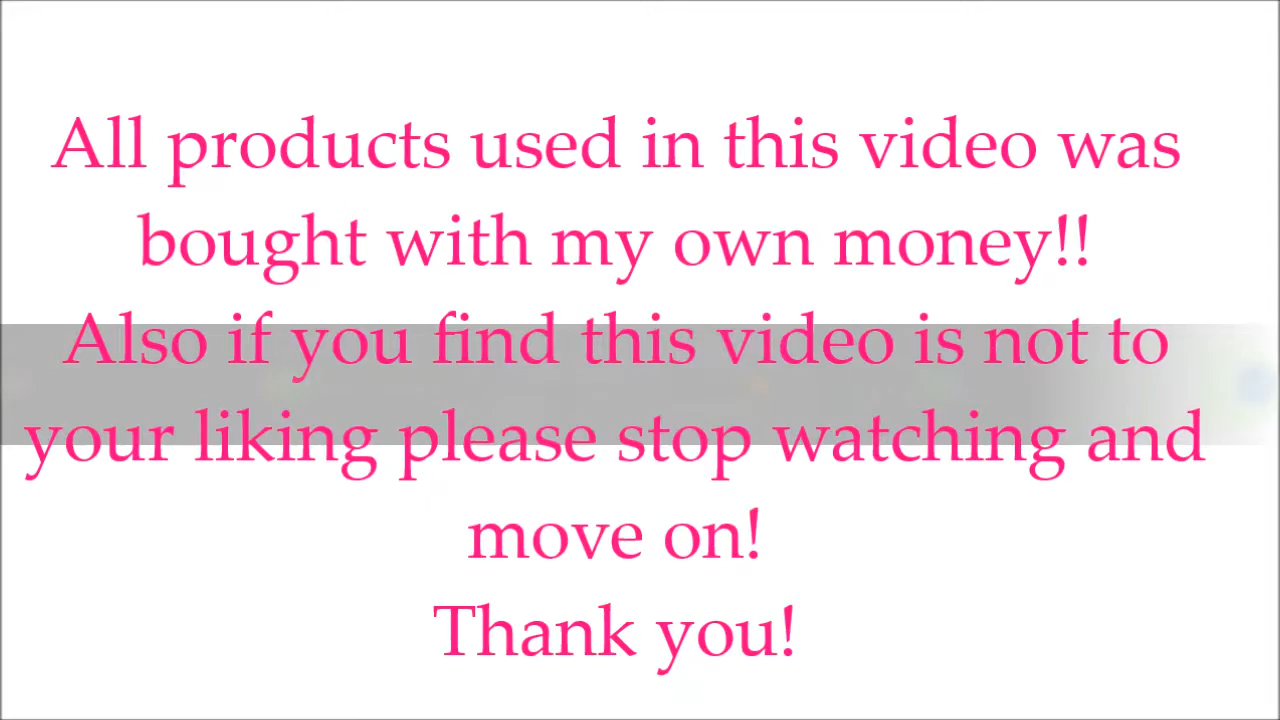 All products used in this video was
bought with my own money!!
Also if you find this video is not to
your liking please stop watching and
move on!
Thank you!